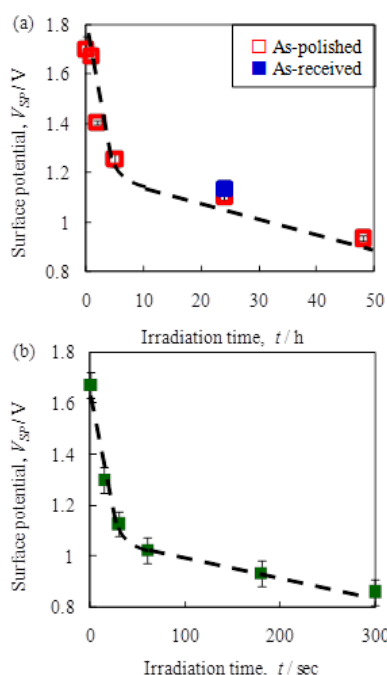 (a)
1.8
1.6
1.4
1.2
1
0.8
Surface potential, V_SP / V
As-polished
As-received
0 10 20 30 40 50
Irradiation time, t / h
(b)
1.8
1.6
1.4
1.2
1
0.8
Surface potential, V_SP / V
0 100 200 300
Irradiation time, t / sec